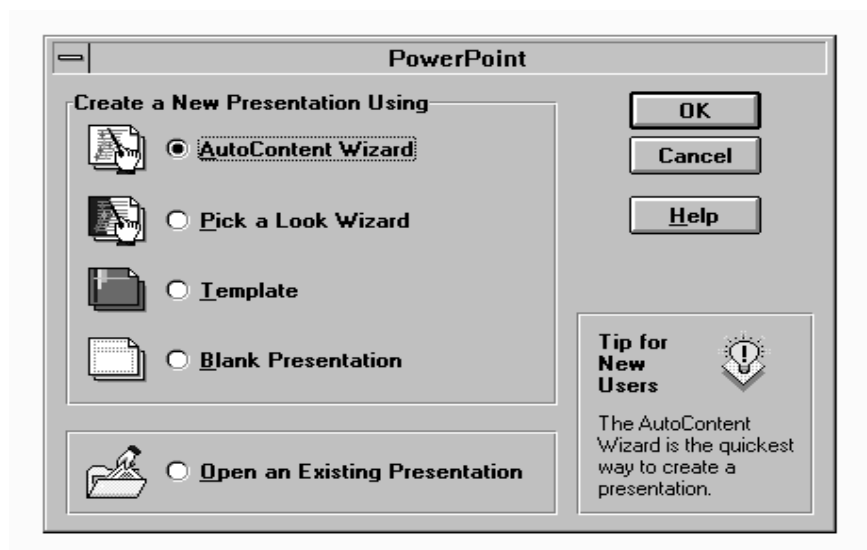 PowerPoint
Create a New Presentation Using
AutoContent Wizard
Pick a Look Wizard
Template
Blank Presentation
Open an Existing Presentation
OK
Cancel
Help
Tip for
New
Users
The AutoContent
Wizard is the quickest
way to create a
presentation.